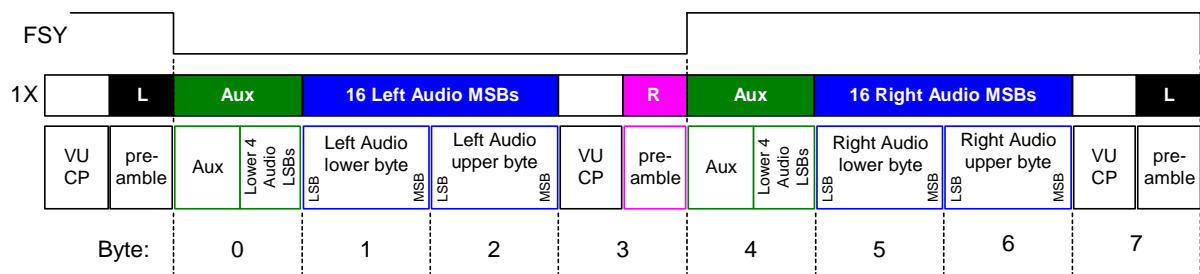 FSY
1X L Aux 16 Left Audio MSBs R Aux 16 Right Audio MSBs L
VU CP
pre-amble
Aux
Lower 4 Audio LSBs
LSB Left Audio lower byte MSB
LSB Left Audio upper byte MSB
VU CP
pre-amble
Aux
Lower 4 Audio LSBs
LSB Right Audio lower byte MSB
LSB Right Audio upper byte MSB
VU CP
pre-amble
Byte: 0 1 2 3 4 5 6 7